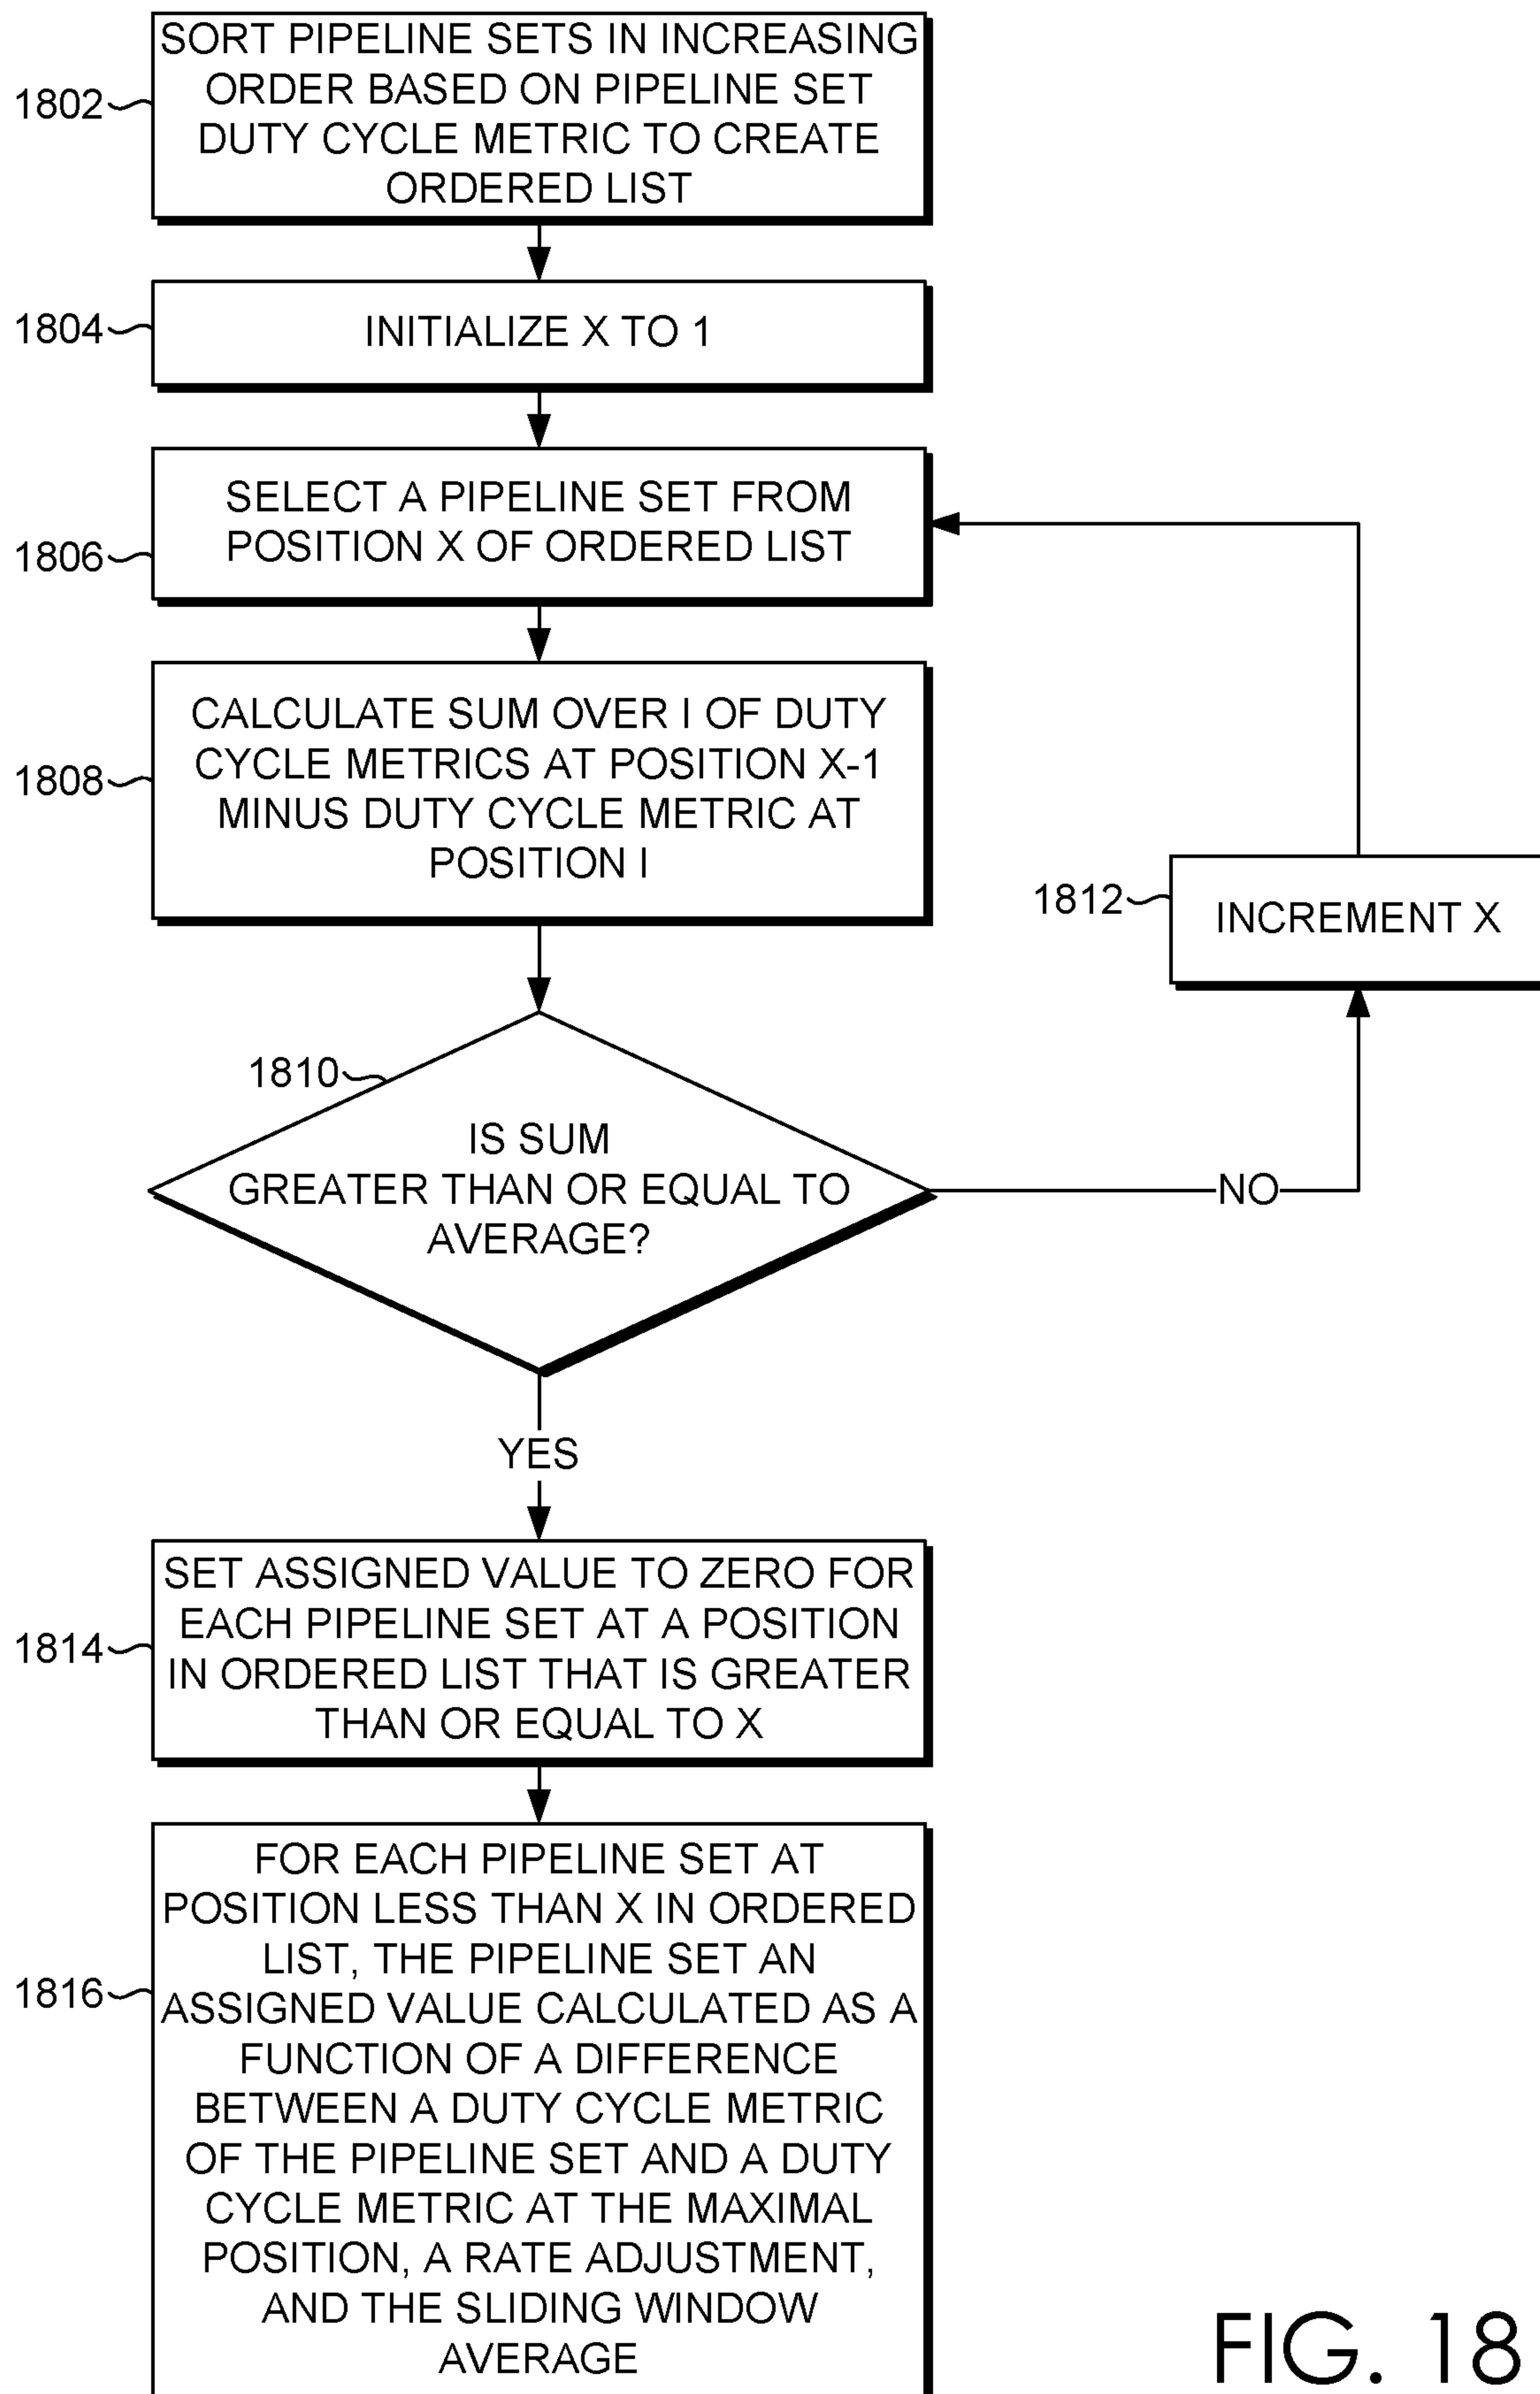 SORT PIPELINE SETS IN INCREASING
ORDER BASED ON PIPELINE SET
DUTY CYCLE METRIC TO CREATE
ORDERED LIST
1802
INITIALIZE X TO 1
1804
SELECT A PIPELINE SET FROM
POSITION X OF ORDERED LIST
1806
CALCULATE SUM OVER I OF DUTY
CYCLE METRICS AT POSITION X-1
MINUS DUTY CYCLE METRIC AT
POSITION I
1808
1812
INCREMENT X
1810
IS SUM
GREATER THAN OR EQUAL TO
AVERAGE?
NO
YES
SET ASSIGNED VALUE TO ZERO FOR
EACH PIPELINE SET AT A POSITION
IN ORDERED LIST THAT IS GREATER
THAN OR EQUAL TO X
1814
FOR EACH PIPELINE SET AT
POSITION LESS THAN X IN ORDERED
LIST, THE PIPELINE SET AN
ASSIGNED VALUE CALCULATED AS A
FUNCTION OF A DIFFERENCE
BETWEEN A DUTY CYCLE METRIC
OF THE PIPELINE SET AND A DUTY
CYCLE METRIC AT THE MAXIMAL
POSITION, A RATE ADJUSTMENT,
AND THE SLIDING WINDOW
AVERAGE
1816
FIG. 18